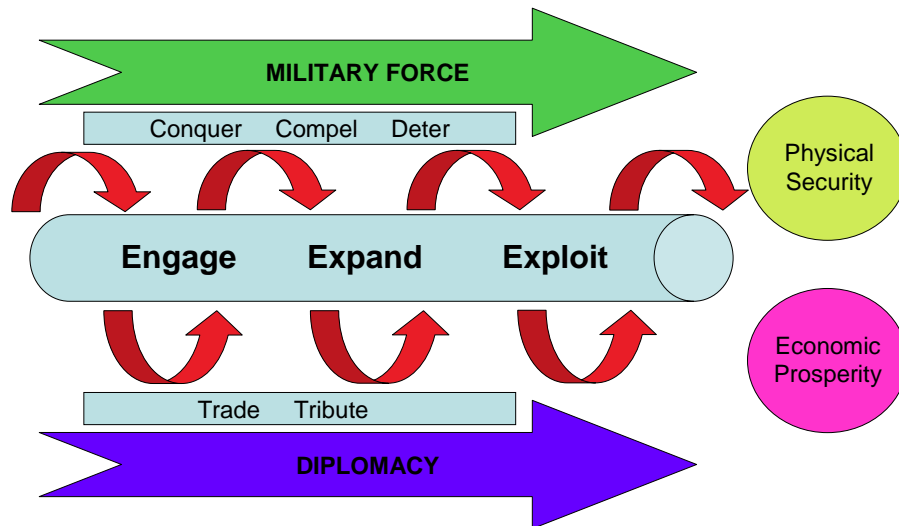 MILITARY FORCE
Conquer Compel Deter
Physical
Security
Engage Expand Exploit
Economic
Prosperity
Trade Tribute
DIPLOMACY